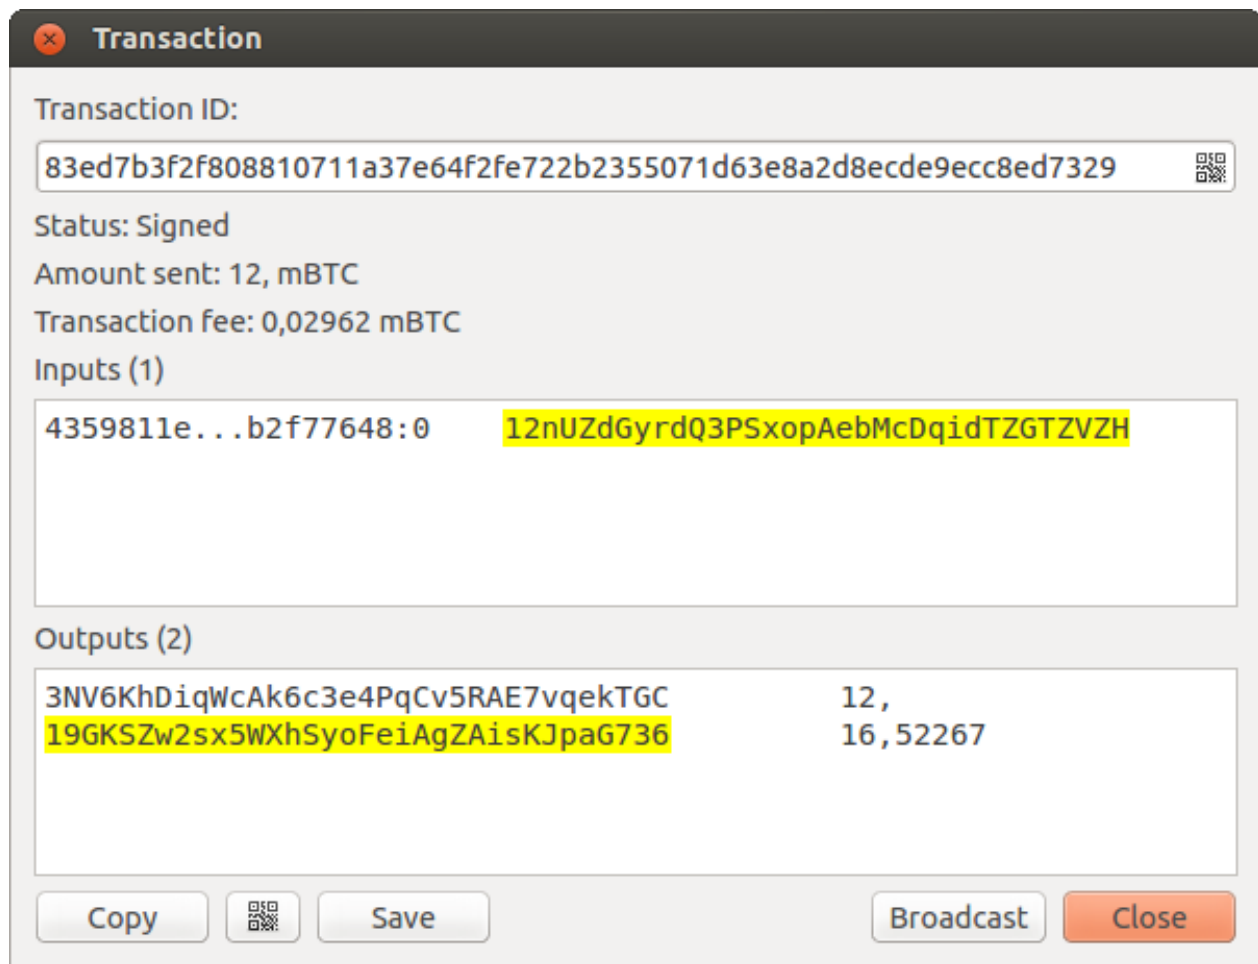 Transaction
Transaction ID:
83ed7b3f2f808810711a37e64f2fe722b2355071d63e8a2d8ecde9ecc8ed7329
Status: Signed
Amount sent: 12, mBTC
Transaction fee: 0,02962 mBTC
Inputs (1)
4359811e...b2f77648:0 12nUZdGyrdQ3PSxopAebMcDqidTZGTZVZH
Outputs (2)
3NV6KhDiqWcAk6c3e4PqCv5RAE7vqekTGC 12,
19GKSZw2sx5WXhSyoFeiAgZAisKJpaG736 16,52267
Copy Save Broadcast Close